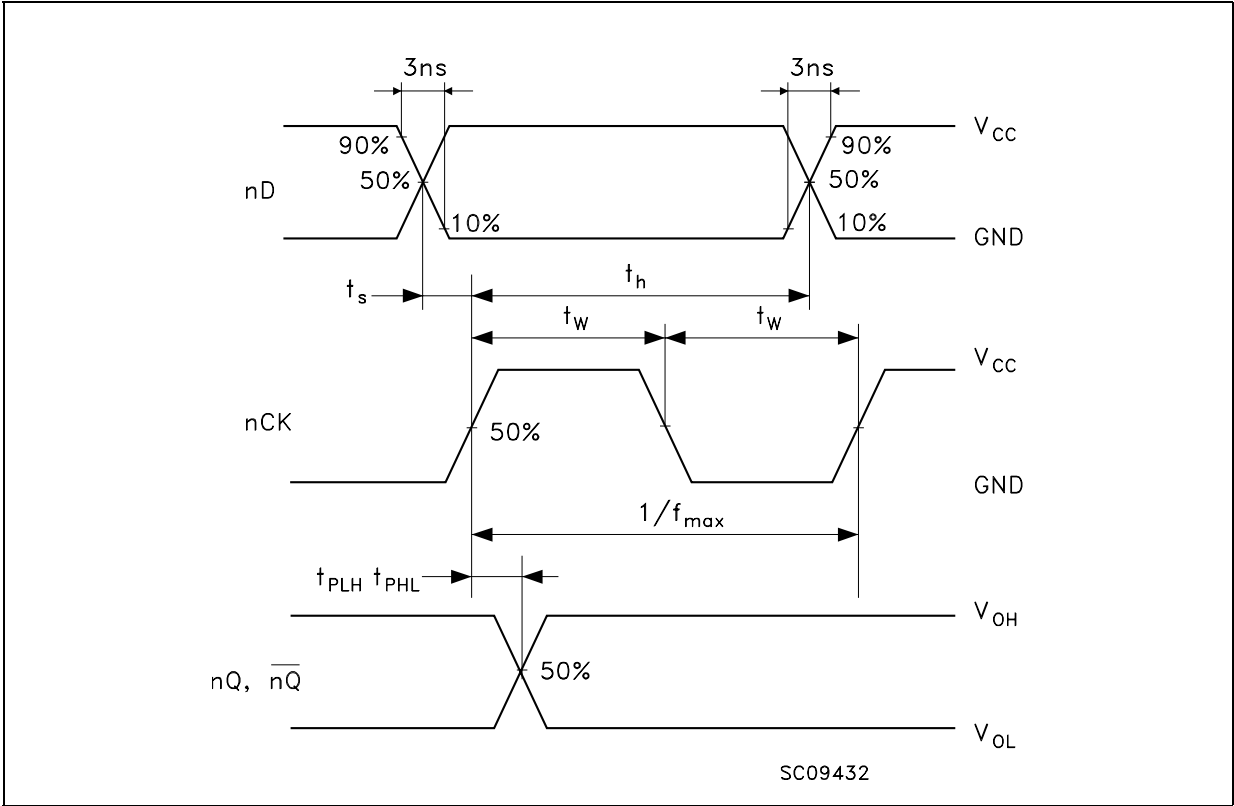 3ns 3ns
V_CC
90% 90%
50% 50%
nD
10% 10%
GND
t_s t_h
t_W t_W
V_CC
nCK
50%
GND
1/f_max
t_PLH t_PHL
V_OH
50%
nQ, n̅Q̅
V_OL
SC09432